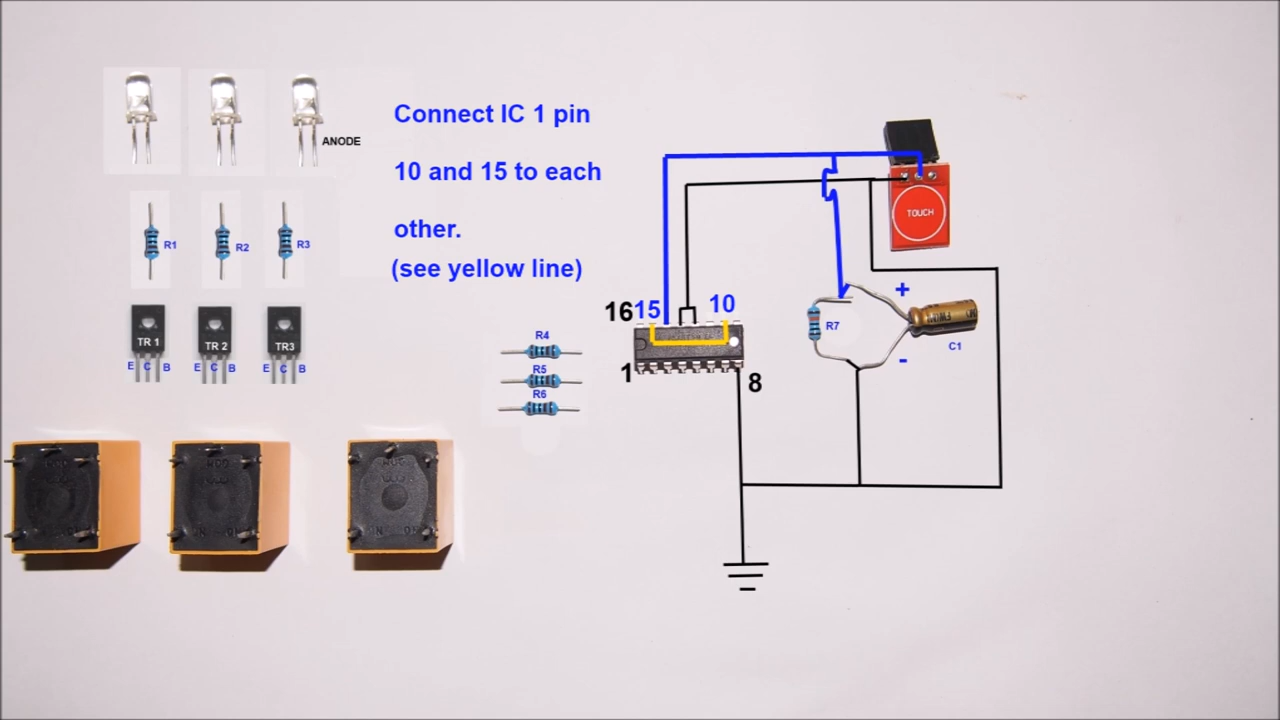 Connect IC 1 pin
10 and 15 to each
other.
(see yellow line)
ANODE
R1
R2
R3
TR 1
TR 2
TR3
E C B
E C B
E C B
R4
R5
R6
16
15
10
1
8
TOUCH
+
R7
C1
-